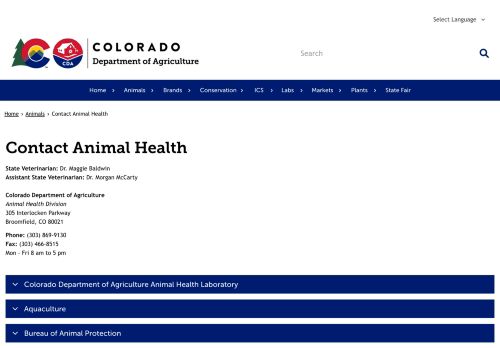 Select Language
COLORADO
Department of Agriculture
CO
CDA
Search
Home
Animals
Brands
Conservation
ICS
Labs
Markets
Plants
State Fair
Home › Animals › Contact Animal Health
Contact Animal Health
State Veterinarian: Dr. Maggie Baldwin
Assistant State Veterinarian: Dr. Morgan McCarty
Colorado Department of Agriculture
Animal Health Division
305 Interlocken Parkway
Broomfield, CO 80021
Phone: (303) 869-9130
Fax: (303) 466-8515
Mon - Fri 8 am to 5 pm
Colorado Department of Agriculture Animal Health Laboratory
Aquaculture
Bureau of Animal Protection